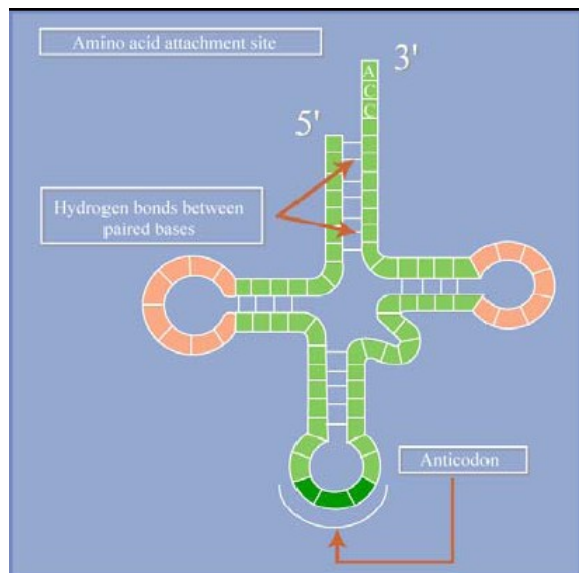 Amino acid attachment site
3'
A
C
C
5'
Hydrogen bonds between
paired bases
Anticodon